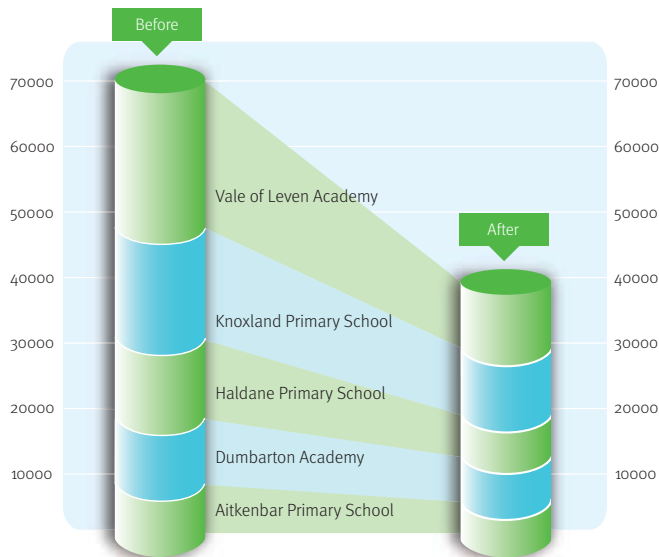 Before
70000
70000
60000
60000
Vale of Leven Academy
50000
50000
After
40000
40000
Knoxland Primary School
30000
30000
Haldane Primary School
20000
20000
Dumbarton Academy
10000
10000
Aitkenbar Primary School